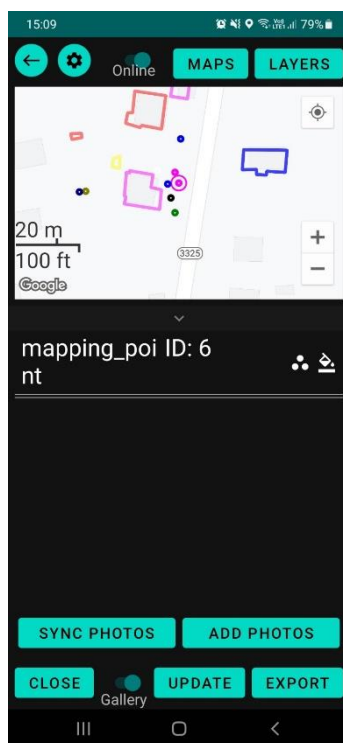 15:09 79%
Online MAPS LAYERS
20 m
100 ft
3325
+
−
Google
mapping_poi ID: 6
nt
SYNC PHOTOS ADD PHOTOS
CLOSE Gallery UPDATE EXPORT